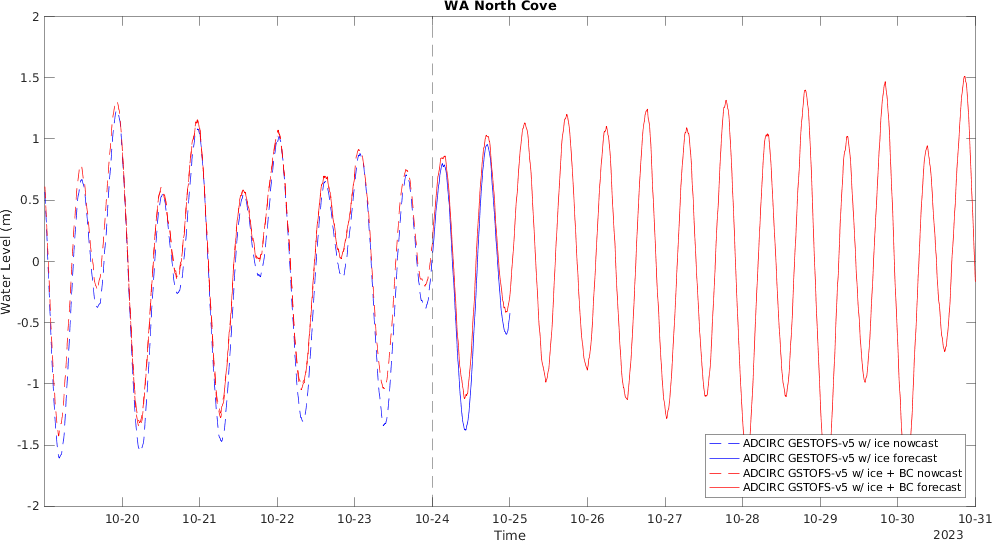 WA North Cove
2
1.5
1
0.5
0
-0.5
-1
-1.5
-2
Water Level (m)
ADCIRC GESTOFS-v5 w/ ice nowcast
ADCIRC GESTOFS-v5 w/ ice forecast
ADCIRC GSTOFS-v5 w/ ice + BC nowcast
ADCIRC GSTOFS-v5 w/ ice + BC forecast
10-20 10-21 10-22 10-23 10-24 10-25 10-26 10-27 10-28 10-29 10-30 10-31
Time
2023